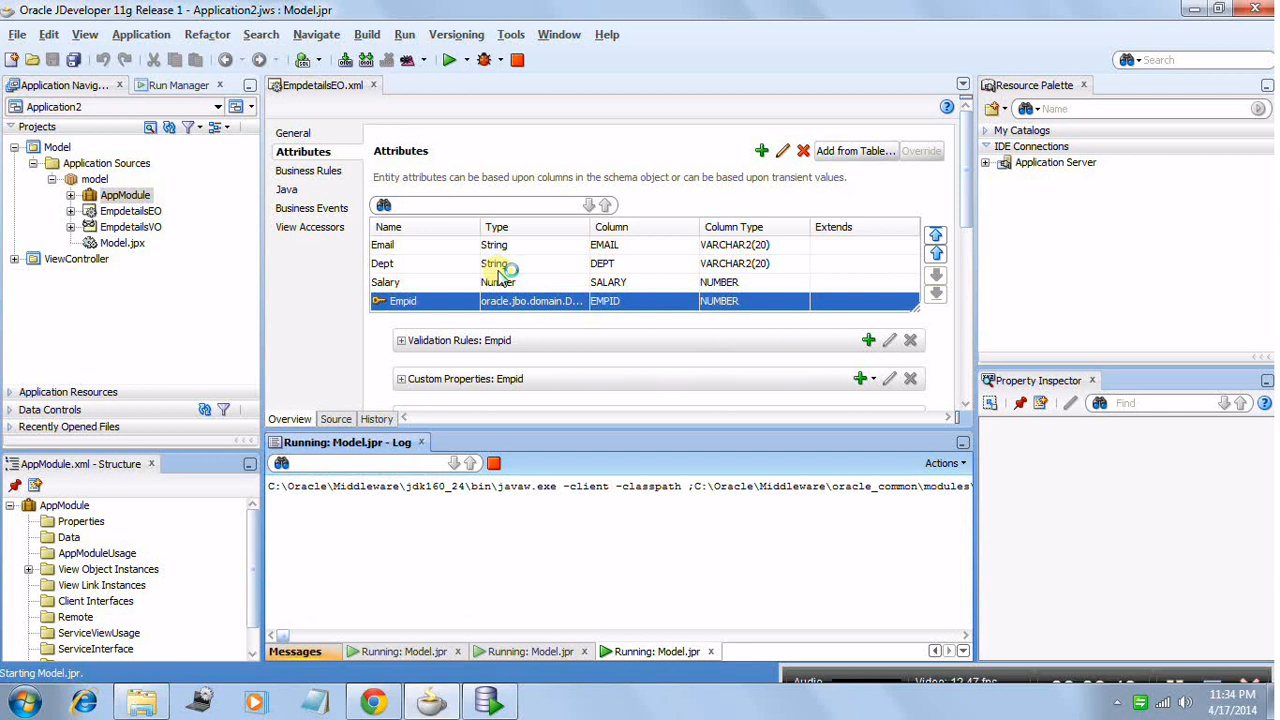 Oracle JDeveloper 11g Release 1 - Application2.jws : Model.jpr
File Edit View Application Refactor Search Navigate Build Run Versioning Tools Window Help
Search
Application Navig... Run Manager
EmpdetailsEO.xml
Resource Palette
Application2
Name
Projects
My Catalogs
IDE Connections
Application Server
Model
Application Sources
model
AppModule
EmpdetailsEO
EmpdetailsVO
Model.jpx
ViewController
Application Resources
Data Controls
Recently Opened Files
General
Attributes
Business Rules
Java
Business Events
View Accessors
Attributes
Add from Table... Override
Entity attributes can be based upon columns in the schema object or can be based upon transient values.
Name Type Column Column Type Extends
Email String EMAIL VARCHAR2(20)
Dept String DEPT VARCHAR2(20)
Salary Number SALARY NUMBER
Empid oracle.jbo.domain.D... EMPID NUMBER
Validation Rules: Empid
Custom Properties: Empid
Overview Source History
Property Inspector
Find
AppModule.xml - Structure
AppModule
Properties
Data
AppModuleUsage
View Object Instances
View Link Instances
Client Interfaces
Remote
ServiceViewUsage
ServiceInterface
Running: Model.jpr - Log
Actions
C:\Oracle\Middleware\jdk160_24\bin\javaw.exe -client -classpath ;C:\Oracle\Middleware\oracle_common\modules\
Messages Running: Model.jpr Running: Model.jpr Running: Model.jpr
Starting Model.jpr.
Audio
Video: 12.47 fps
11:34 PM
4/17/2014